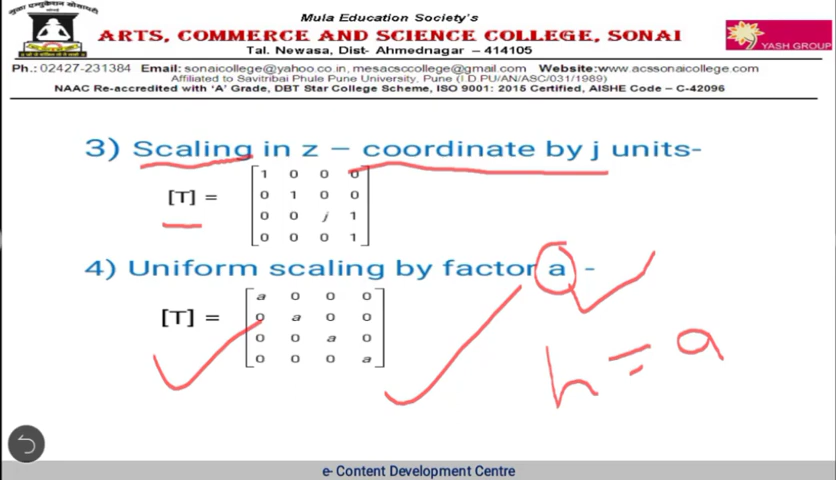 Mula Education Society's
ARTS, COMMERCE AND SCIENCE COLLEGE, SONAI
Tal. Newasa, Dist- Ahmednagar – 414105
YASH GROUP
Ph.: 02427-231384 Email: sonaicollege@yahoo.co.in, mesacsccollege@gmail.com Website:www.acssonaicollege.com
Affiliated to Savitribai Phule Pune University, Pune (I.D PU/AN/ASC/031/1989)
NAAC Re-accredited with 'A' Grade, DBT Star College Scheme, ISO 9001: 2015 Certified, AISHE Code – C-42096
3) Scaling in z – coordinate by j units-
[T] =
1 0 0 0
0 1 0 0
0 0 j 1
0 0 0 1
4) Uniform scaling by factor a -
[T] =
a 0 0 0
0 a 0 0
0 0 a 0
0 0 0 a
h = a
e- Content Development Centre